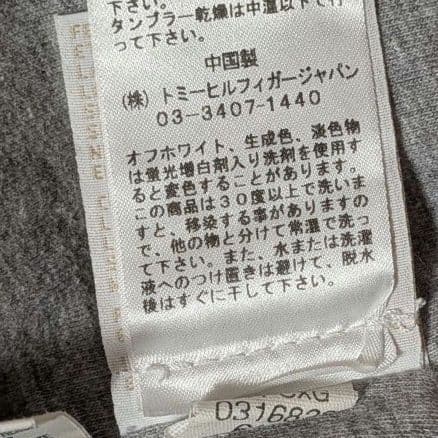 下さい。
タンブラー乾燥は中温以下で行
って下さい。
中国製
(株) トミーヒルフィガージャパン
03-3407-1440
オフホワイト、生成色、淡色物
は蛍光増白剤入り洗剤を使用す
ると変色することがあります。
この商品は30度以上で洗いま
すと、移染する事がありますの
で、他の物と分けて常温で洗っ
て下さい。また、水または洗濯
液へのつけ置きは避けて、脱水
後はすぐに干して下さい。